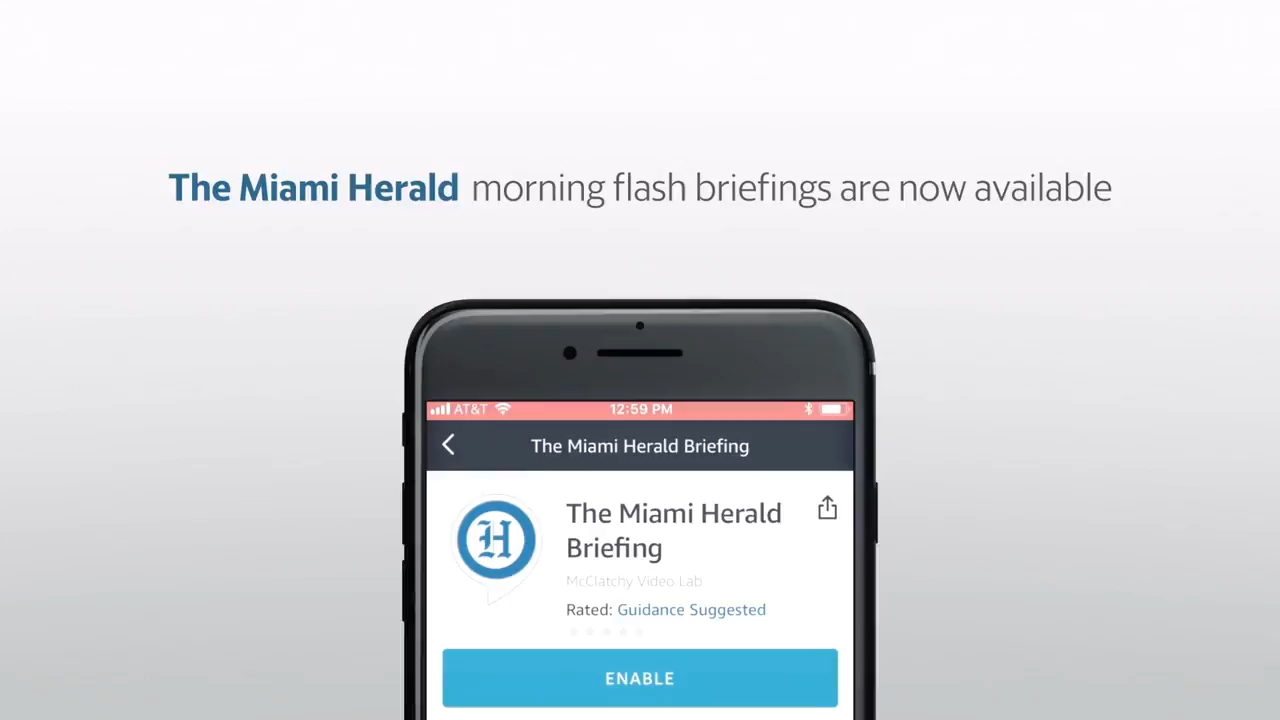 The Miami Herald morning flash briefings are now available
AT&T 12:59 PM
The Miami Herald Briefing
H
The Miami Herald
Briefing
McClatchy Video Lab
Rated: Guidance Suggested
ENABLE